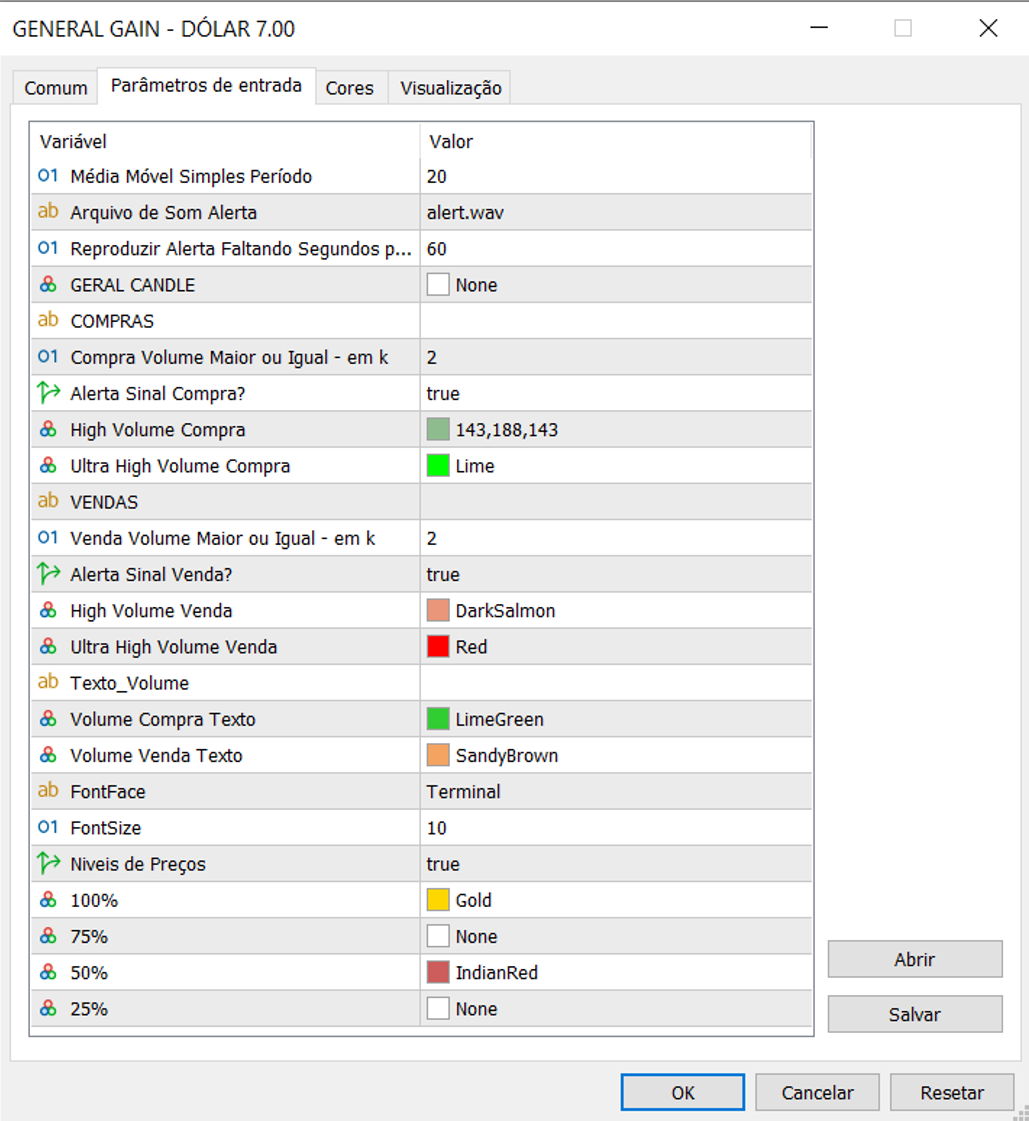 GENERAL GAIN - DÓLAR 7.00
Comum Parâmetros de entrada Cores Visualização
Variável Valor
01 Média Móvel Simples Período 20
ab Arquivo de Som Alerta alert.wav
01 Reproduzir Alerta Faltando Segundos p... 60
GERAL CANDLE None
ab COMPRAS
01 Compra Volume Maior ou Igual - em k 2
Alerta Sinal Compra? true
High Volume Compra 143,188,143
Ultra High Volume Compra Lime
ab VENDAS
01 Venda Volume Maior ou Igual - em k 2
Alerta Sinal Venda? true
High Volume Venda DarkSalmon
Ultra High Volume Venda Red
ab Texto_Volume
Volume Compra Texto LimeGreen
Volume Venda Texto SandyBrown
ab FontFace Terminal
01 FontSize 10
Niveis de Preços true
100% Gold
75% None
50% IndianRed
25% None
Abrir
Salvar
OK Cancelar Resetar